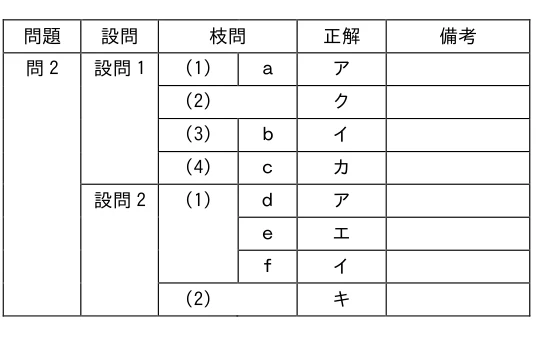 問題 設問 枝問 正解 備考
問2 設問1 (1) a ア
(2) ク
(3) b イ
(4) c カ
設問2 (1) d ア
e エ
f イ
(2) キ